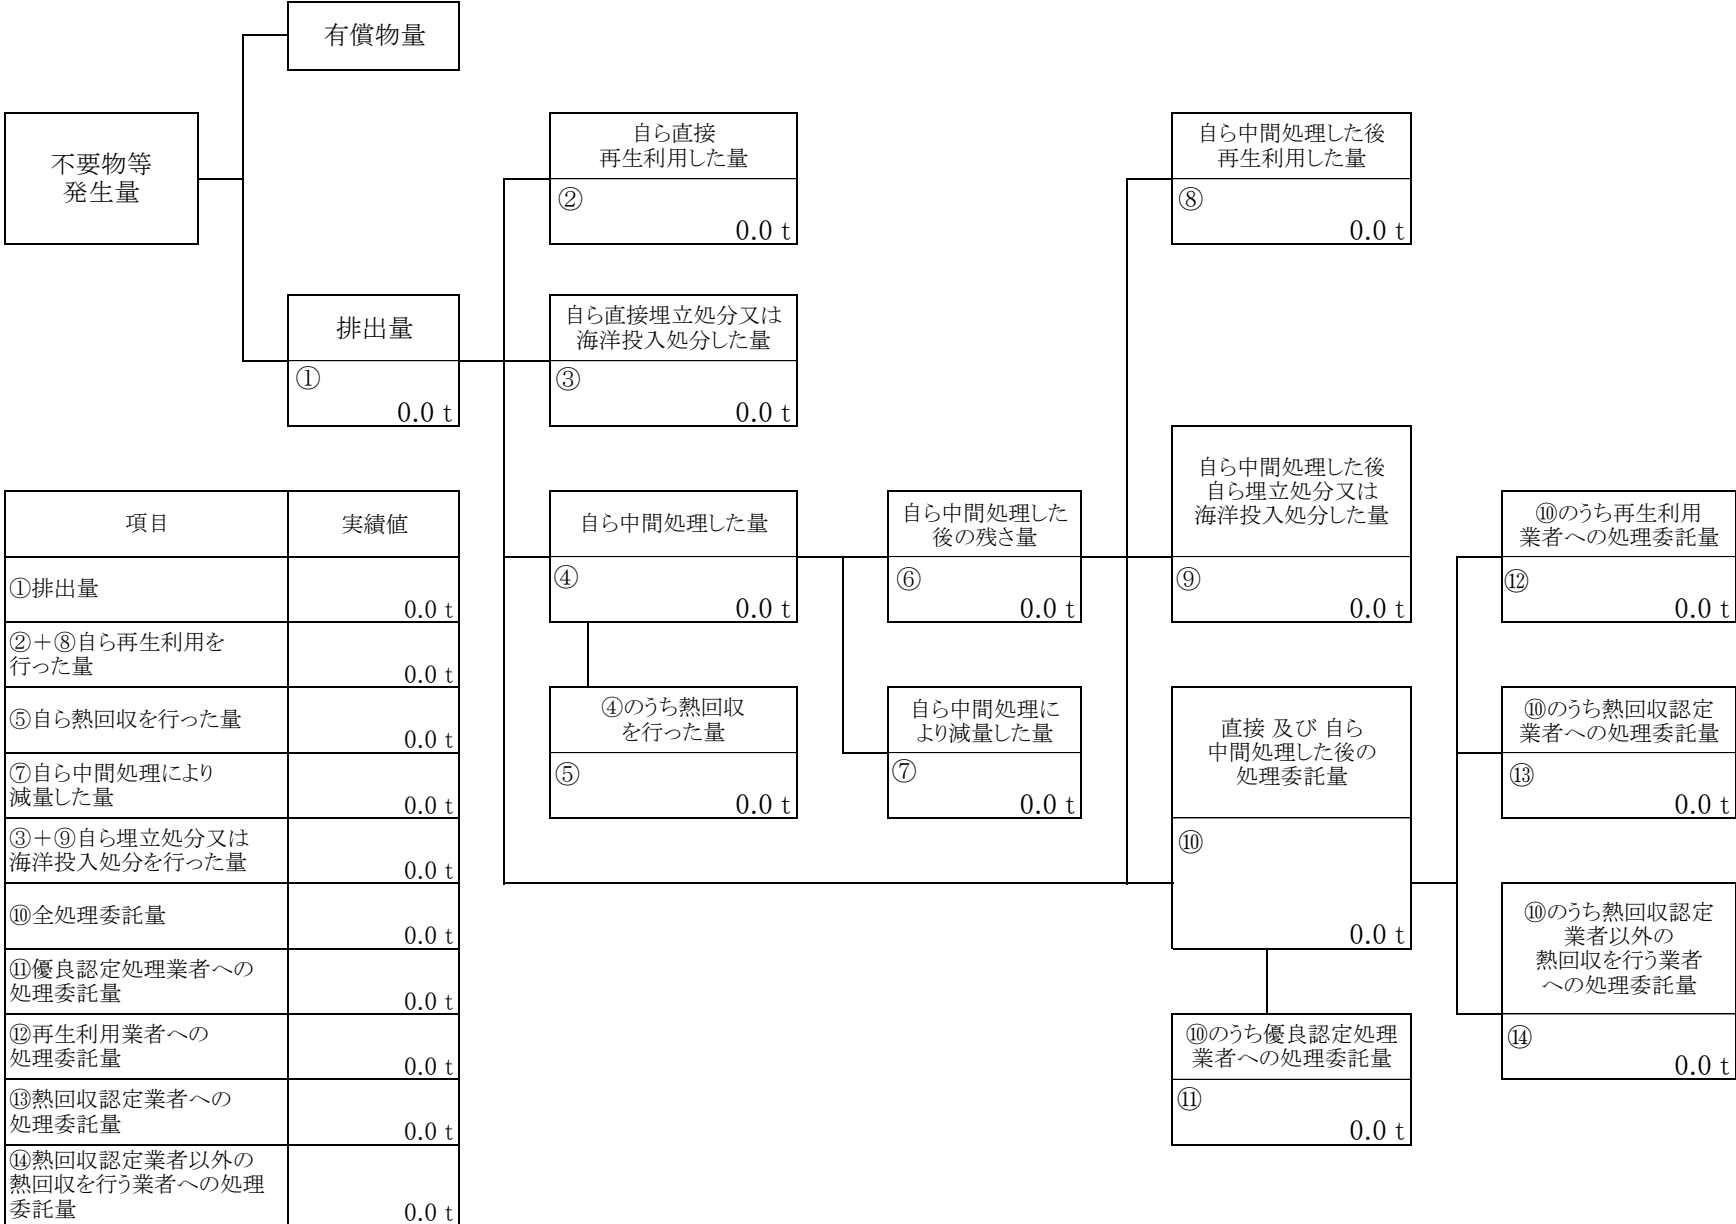 有償物量
不要物等
発生量
自ら直接
再生利用した量
②
0.0 t
自ら中間処理した後
再生利用した量
⑧
0.0 t
排出量
①
0.0 t
自ら直接埋立処分又は
海洋投入処分した量
③
0.0 t
自ら中間処理した量
④
0.0 t
自ら中間処理した
後の残さ量
⑥
0.0 t
自ら中間処理した後
自ら埋立処分又は
海洋投入処分した量
⑨
0.0 t
⑩のうち再生利用
業者への処理委託量
⑫
0.0 t
④のうち熱回収
を行った量
⑤
0.0 t
自ら中間処理に
より減量した量
⑦
0.0 t
直接 及び 自ら
中間処理した後の
処理委託量
⑩
0.0 t
⑩のうち熱回収認定
業者への処理委託量
⑬
0.0 t
⑩のうち熱回収認定
業者以外の
熱回収を行う業者
への処理委託量
⑭
0.0 t
⑩のうち優良認定処理
業者への処理委託量
⑪
0.0 t
項目 実績値
①排出量
0.0 t
②＋⑧自ら再生利用を
行った量
0.0 t
⑤自ら熱回収を行った量
0.0 t
⑦自ら中間処理により
減量した量
0.0 t
③＋⑨自ら埋立処分又は
海洋投入処分を行った量
0.0 t
⑩全処理委託量
0.0 t
⑪優良認定処理業者への
処理委託量
0.0 t
⑫再生利用業者への
処理委託量
0.0 t
⑬熱回収認定業者への
処理委託量
0.0 t
⑭熱回収認定業者以外の
熱回収を行う業者への処理
委託量
0.0 t